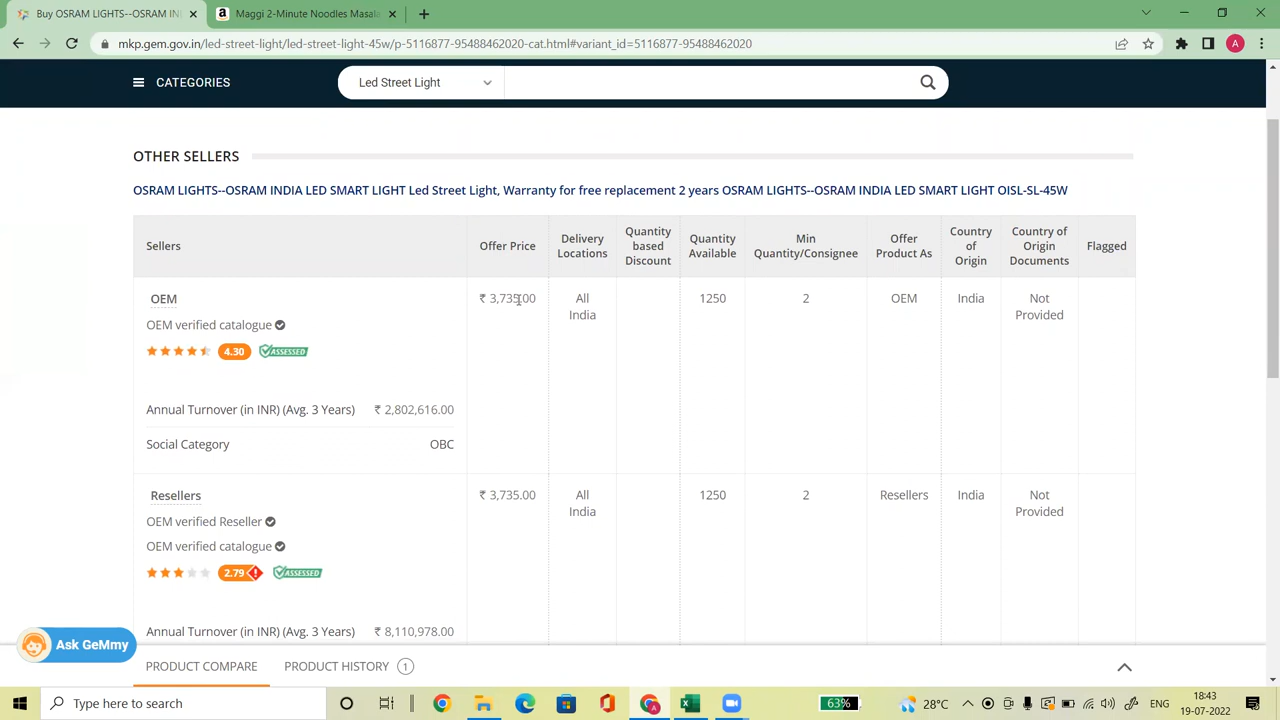 Buy OSRAM LIGHTS--OSRAM IN
Maggi 2-Minute Noodles Masala
mkp.gem.gov.in/led-street-light/led-street-light-45w/p-5116877-95488462020-cat.html#variant_id=5116877-95488462020
A
CATEGORIES
Led Street Light
OTHER SELLERS
OSRAM LIGHTS--OSRAM INDIA LED SMART LIGHT Led Street Light, Warranty for free replacement 2 years OSRAM LIGHTS--OSRAM INDIA LED SMART LIGHT OISL-SL-45W
Sellers
Offer Price
Delivery
Locations
Quantity
based
Discount
Quantity
Available
Min
Quantity/Consignee
Offer
Product As
Country
of
Origin
Country of
Origin
Documents
Flagged
OEM
₹ 3,735.00
All
India
1250
2
OEM
India
Not
Provided
OEM verified catalogue
4.30
ASSESSED
Annual Turnover (in INR) (Avg. 3 Years) ₹ 2,802,616.00
Social Category OBC
Resellers
₹ 3,735.00
All
India
1250
2
Resellers
India
Not
Provided
OEM verified Reseller
OEM verified catalogue
2.79
ASSESSED
Annual Turnover (in INR) (Avg. 3 Years) ₹ 8,110,978.00
Ask GeMmy
PRODUCT COMPARE
PRODUCT HISTORY 1
Type here to search
63%
28°C
ENG
18:43
19-07-2022